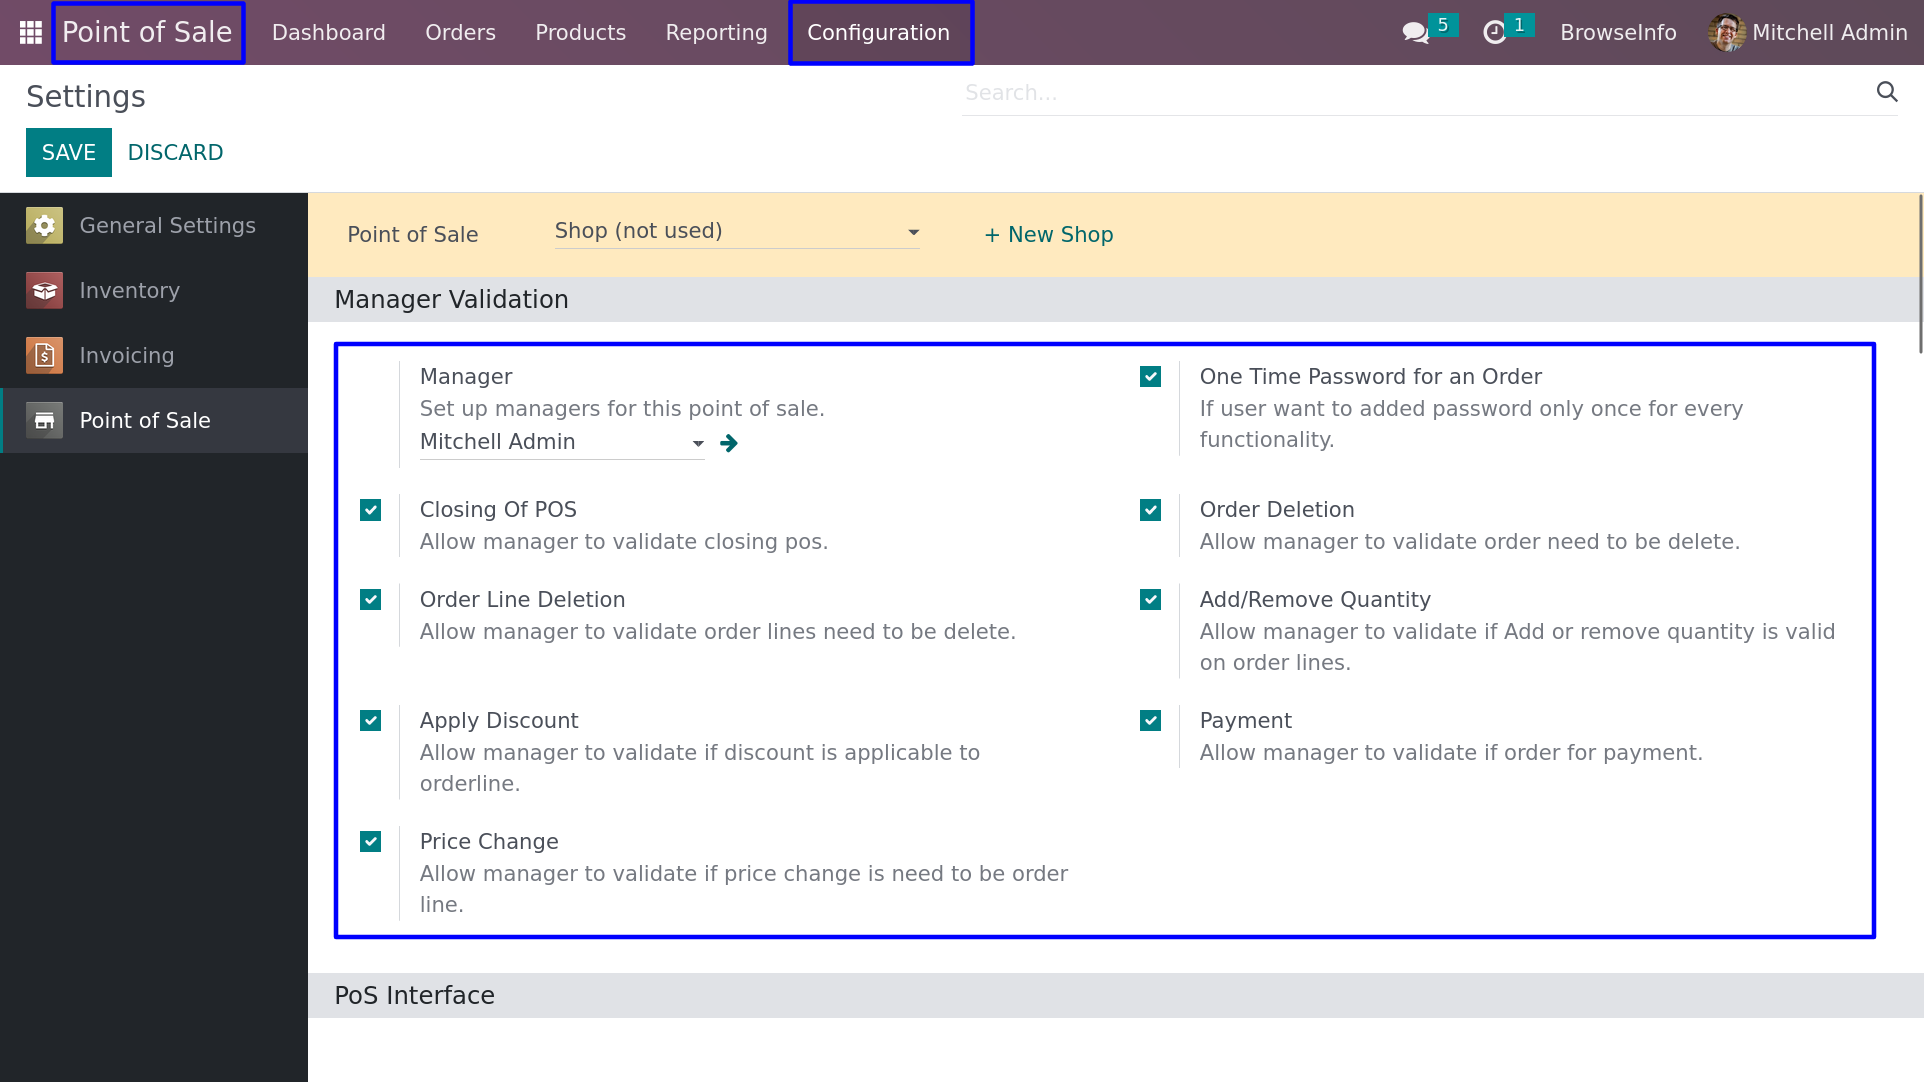 Point of Sale Dashboard Orders Products Reporting Configuration 5 1 BrowseInfo Mitchell Admin
Settings
Search...
SAVE DISCARD
General Settings
Inventory
Invoicing
Point of Sale
Point of Sale Shop (not used) + New Shop
Manager Validation
Manager
Set up managers for this point of sale.
Mitchell Admin
One Time Password for an Order
If user want to added password only once for every
functionality.
Closing Of POS
Allow manager to validate closing pos.
Order Deletion
Allow manager to validate order need to be delete.
Order Line Deletion
Allow manager to validate order lines need to be delete.
Add/Remove Quantity
Allow manager to validate if Add or remove quantity is valid
on order lines.
Apply Discount
Allow manager to validate if discount is applicable to
orderline.
Payment
Allow manager to validate if order for payment.
Price Change
Allow manager to validate if price change is need to be order
line.
PoS Interface